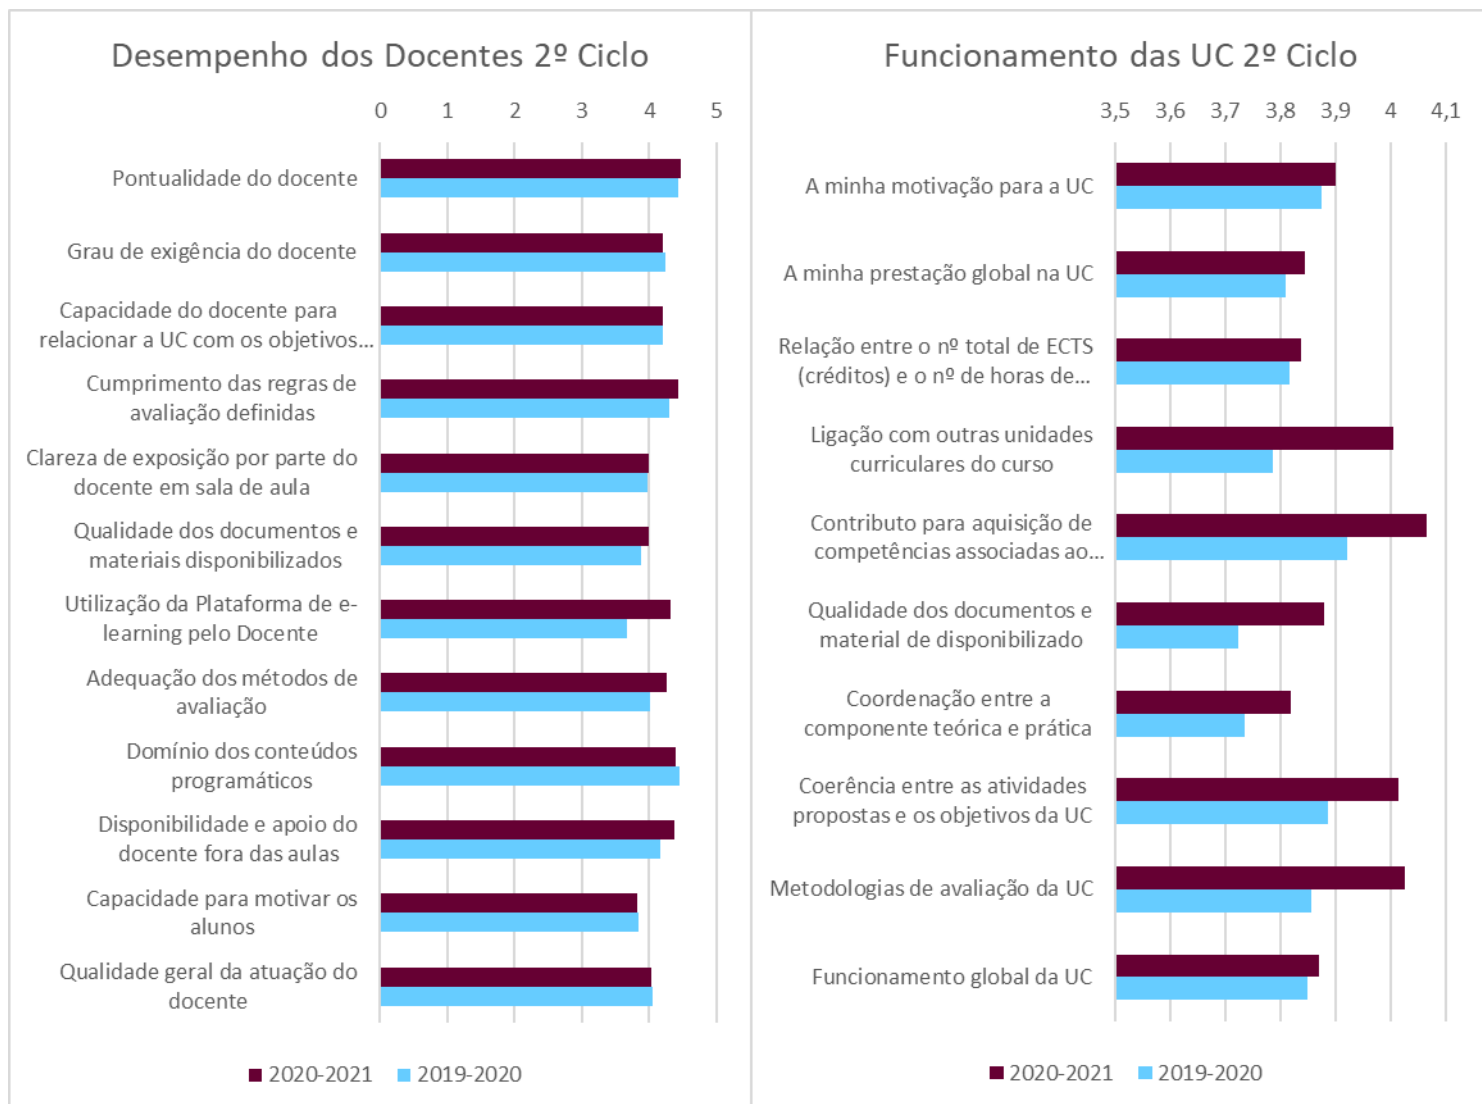 Desempenho dos Docentes 2º Ciclo
0 1 2 3 4 5
Pontualidade do docente
Grau de exigência do docente
Capacidade do docente para
relacionar a UC com os objetivos...
Cumprimento das regras de
avaliação definidas
Clareza de exposição por parte do
docente em sala de aula
Qualidade dos documentos e
materiais disponibilizados
Utilização da Plataforma de e-
learning pelo Docente
Adequação dos métodos de
avaliação
Domínio dos conteúdos
programáticos
Disponibilidade e apoio do
docente fora das aulas
Capacidade para motivar os
alunos
Qualidade geral da atuação do
docente
2020-2021 2019-2020
Funcionamento das UC 2º Ciclo
3,5 3,6 3,7 3,8 3,9 4 4,1
A minha motivação para a UC
A minha prestação global na UC
Relação entre o nº total de ECTS
(créditos) e o nº de horas de...
Ligação com outras unidades
curriculares do curso
Contributo para aquisição de
competências associadas ao...
Qualidade dos documentos e
material de disponibilizado
Coordenação entre a
componente teórica e prática
Coerência entre as atividades
propostas e os objetivos da UC
Metodologias de avaliação da UC
Funcionamento global da UC
2020-2021 2019-2020